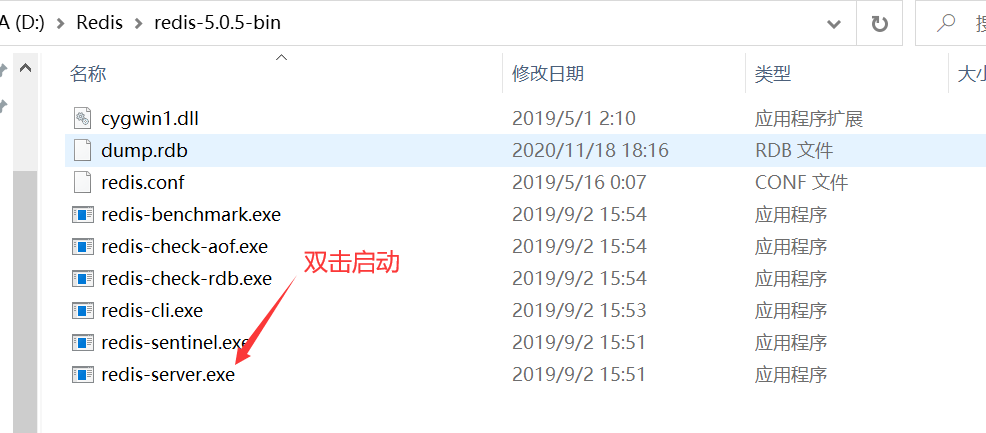 A (D:) > Redis > redis-5.0.5-bin
名称 修改日期 类型
cygwin1.dll 2019/5/1 2:10 应用程序扩展
dump.rdb 2020/11/18 18:16 RDB 文件
redis.conf 2019/5/16 0:07 CONF 文件
redis-benchmark.exe 2019/9/2 15:54 应用程序
redis-check-aof.exe 2019/9/2 15:54 应用程序
双击启动
redis-check-rdb.exe 2019/9/2 15:54 应用程序
redis-cli.exe 2019/9/2 15:53 应用程序
redis-sentinel.exe 2019/9/2 15:51 应用程序
redis-server.exe 2019/9/2 15:51 应用程序